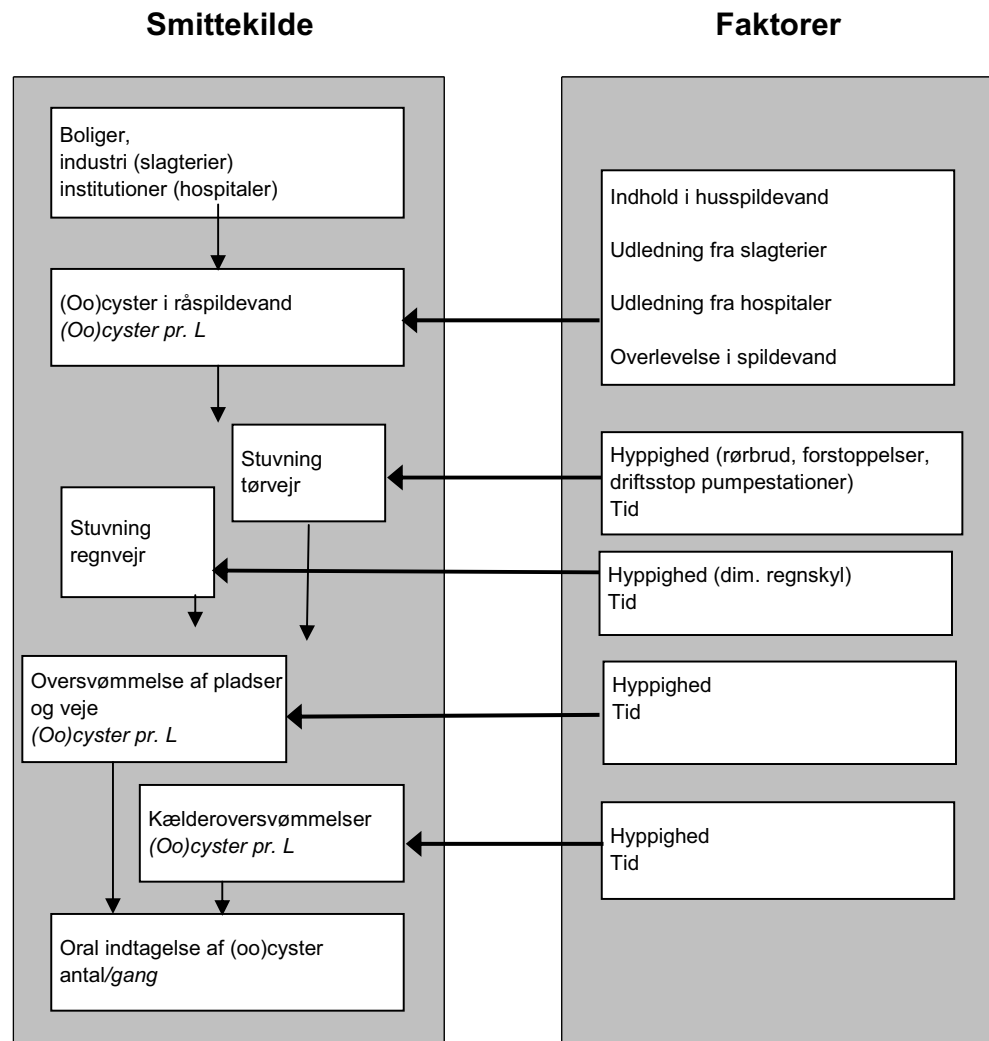 Smittekilde
Faktorer
Boliger,
industri (slagterier)
institutioner (hospitaler)
(Oo)cyster i råspildevand
(Oo)cyster pr. L
Indhold i husspildevand
Udledning fra slagterier
Udledning fra hospitaler
Overlevelse i spildevand
Stuvning
tørvejr
Hyppighed (rørbrud, forstoppelser,
driftsstop pumpestationer)
Tid
Stuvning
regnvejr
Hyppighed (dim. regnskyl)
Tid
Oversvømmelse af pladser
og veje
(Oo)cyster pr. L
Hyppighed
Tid
Kælderoversvømmelser
(Oo)cyster pr. L
Hyppighed
Tid
Oral indtagelse af (oo)cyster
antal/gang